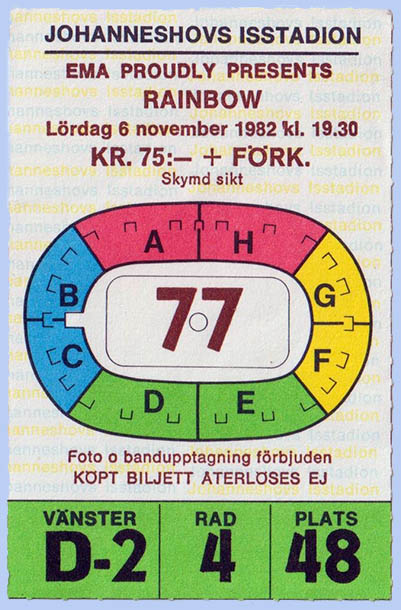 JOHANNESHOVS ISSTADION
EMA PROUDLY PRESENTS
RAINBOW
Lördag 6 november 1982 kl. 19.30
KR. 75:— + FÖRK.
Skymd sikt
A H
B G
77
C F
D E
Foto o bandupptagning förbjuden
KÖPT BILJETT ATERLÖSES EJ
VÄNSTER RAD PLATS
D-2 4 48